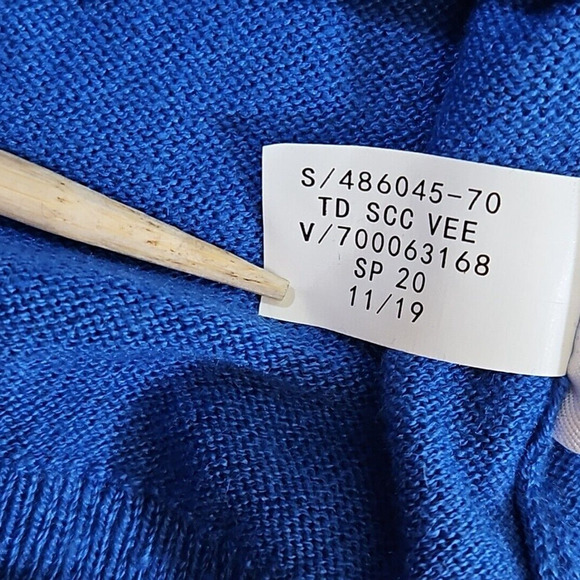 S/486045-70
TD SCC VEE
V/700063168
SP 20
11/19